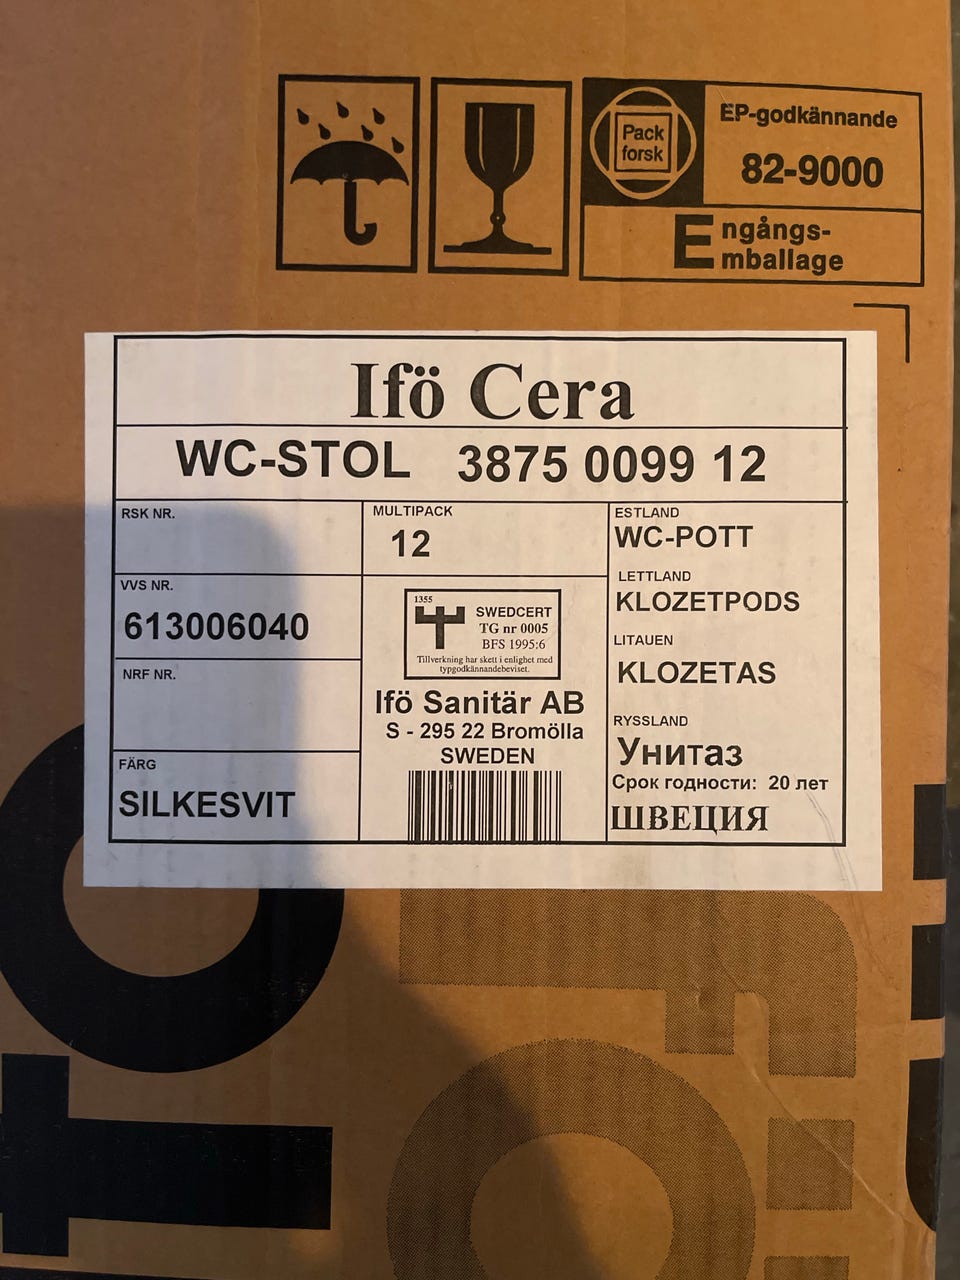 Pack
forsk
EP-godkännande
82-9000
Engångs-
mballage
Ifö Cera
WC-STOL 3875 0099 12
RSK NR.
VVS NR.
613006040
NRF NR.
FÄRG
SILKESVIT
MULTIPACK
12
1355
SWEDCERT
TG nr 0005
BFS 1995:6
Tillverkning har skett i enlighet med
typgodkännandebeviset.
Ifö Sanitär AB
S - 295 22 Bromölla
SWEDEN
ESTLAND
WC-POTT
LETTLAND
KLOZETPODS
LITAUEN
KLOZETAS
RYSSLAND
Унитаз
Срок годности: 20 лет
ШВЕЦИЯ